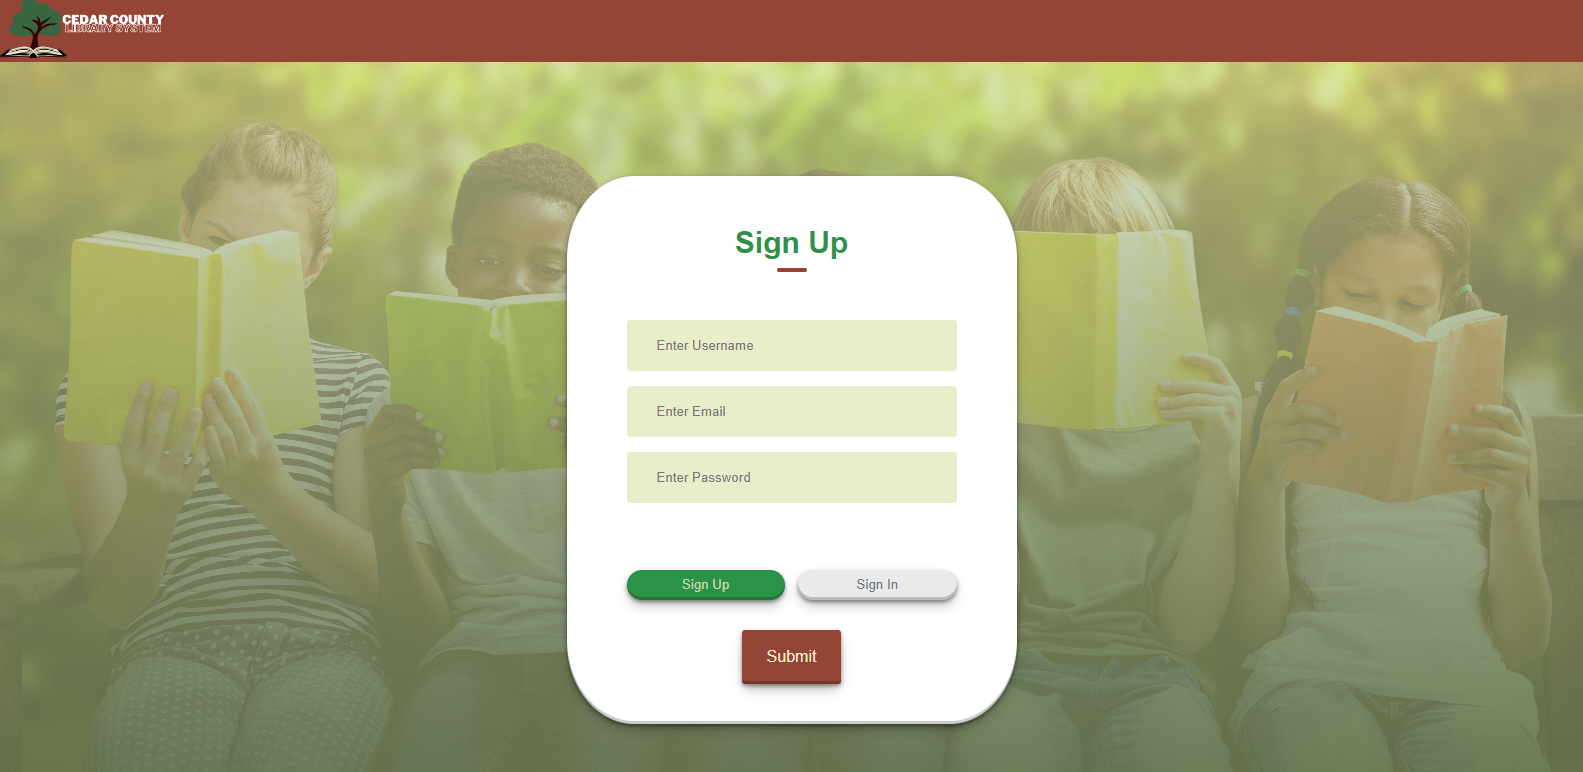 CEDAR COUNTY
LIBRARY SYSTEM
Sign Up
Enter Username
Enter Email
Enter Password
Sign Up
Sign In
Submit